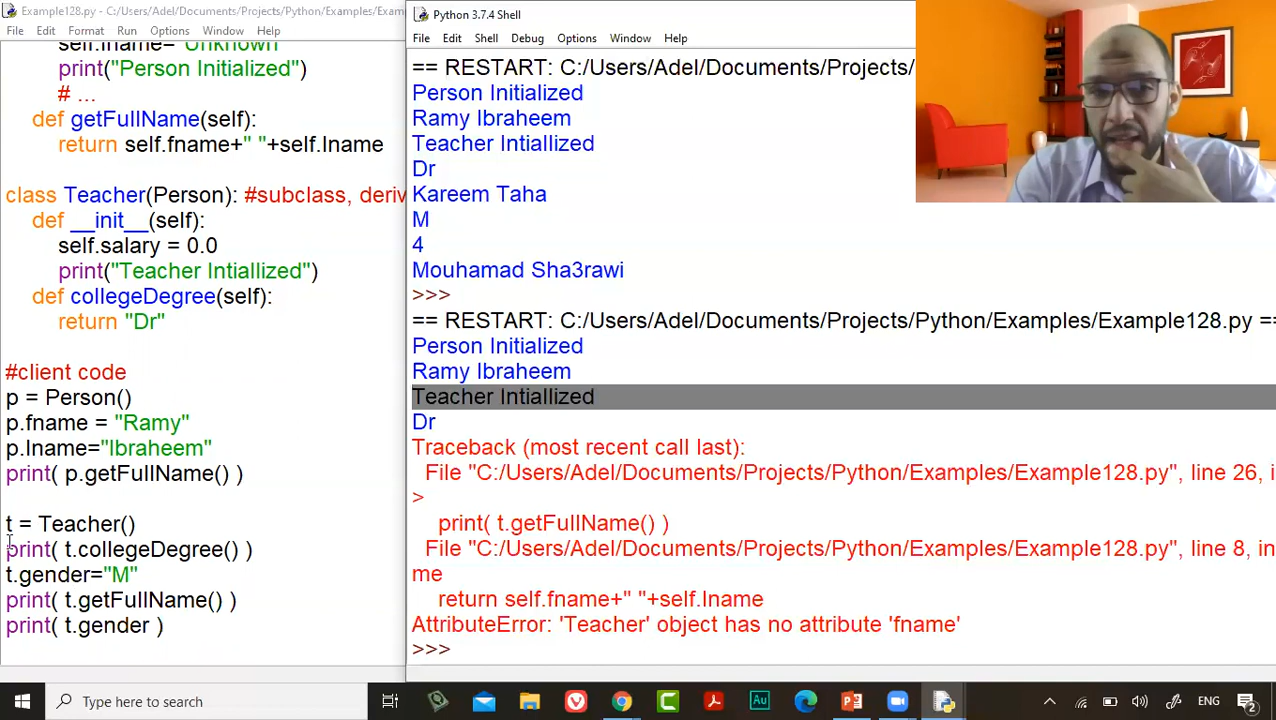 Example128.py - C:/Users/Adel/Documents/Projects/Python/Examples/
File Edit Format Run Options Window Help
self.lname="Unknown"
print("Person Initialized")
# ...
def getFullName(self):
return self.fname+" "+self.lname
class Teacher(Person): #subclass, deriv
def __init__(self):
self.salary = 0.0
print("Teacher Intiallized")
def collegeDegree(self):
return "Dr"
#client code
p = Person()
p.fname = "Ramy"
p.lname="Ibraheem"
print( p.getFullName() )
t = Teacher()
print( t.collegeDegree() )
t.gender="M"
print( t.getFullName() )
print( t.gender )
Python 3.7.4 Shell
File Edit Shell Debug Options Window Help
== RESTART: C:/Users/Adel/Documents/Projects/
Person Initialized
Ramy Ibraheem
Teacher Intiallized
Dr
Kareem Taha
M
4
Mouhamad Sha3rawi
>>>
== RESTART: C:/Users/Adel/Documents/Projects/Python/Examples/Example128.py ==
Person Initialized
Ramy Ibraheem
Teacher Intiallized
Dr
Traceback (most recent call last):
File "C:/Users/Adel/Documents/Projects/Python/Examples/Example128.py", line 26, i
>
print( t.getFullName() )
File "C:/Users/Adel/Documents/Projects/Python/Examples/Example128.py", line 8, in
me
return self.fname+" "+self.lname
AttributeError: 'Teacher' object has no attribute 'fname'
>>>
Type here to search
ENG
2